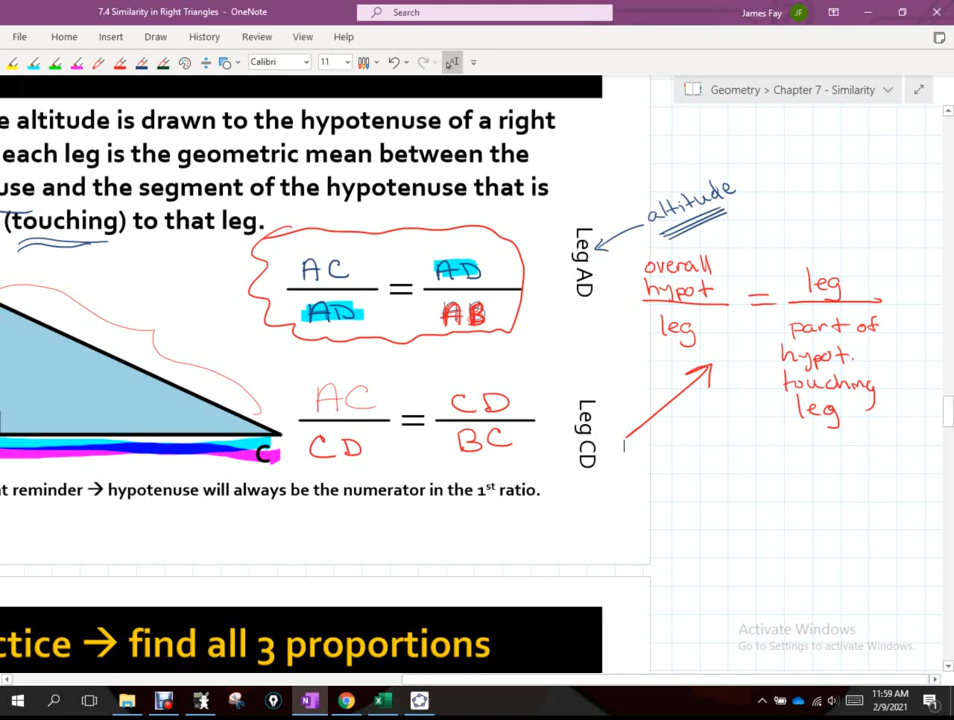 7.4 Similarity in Right Triangles - OneNote
Search
James Fay
JF
File Home Insert Draw History Review View Help
Calibri 11
Geometry > Chapter 7 - Similarity
e altitude is drawn to the hypotenuse of a right
each leg is the geometric mean between the
use and the segment of the hypotenuse that is
(touching) to that leg.
altitude
Leg AD
AC = AD
AD AB
overall
hypot = leg
leg part of
hypot.
touching
leg
AC = CD
CD BC
Leg CD
C
nt reminder → hypotenuse will always be the numerator in the 1st ratio.
ctice → find all 3 proportions
Activate Windows
Go to Settings to activate Windows.
11:59 AM
2/9/2021